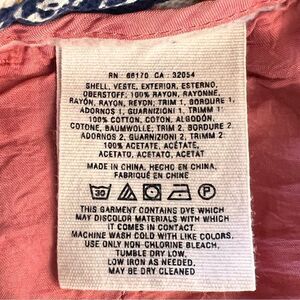 RN 66170 CA 32054
SHELL, VESTE, EXTERIOR, ESTERNO,
OBERSTOFF: 100% RAYON, RAYONNE,
RAYÓN, RAYON, REYON; TRIM 1, BORDURE 1,
ADORNOS 1, GUARNIZIONI 1, TRIMM 1:
100% COTTON, COTON, ALGODÓN,
COTONE, BAUMWOLLE; TRIM 2, BORDURE 2,
ADORNOS 2, GUARNIZIONI 2, TRIMM 2:
100% ACETATE, ACÉTATE,
ACETATO, ACETATO, ACETAT
MADE IN CHINA, HECHO EN CHINA,
FABRIQUÉ EN CHINE
30 P
THIS GARMENT CONTAINS DYE WHICH
MAY DISCOLOR MATERIALS WITH WHICH
IT COMES IN CONTACT.
MACHINE WASH COLD WITH LIKE COLORS.
USE ONLY NON-CHLORINE BLEACH.
TUMBLE DRY LOW.
LOW IRON AS NEEDED.
MAY BE DRY CLEANED